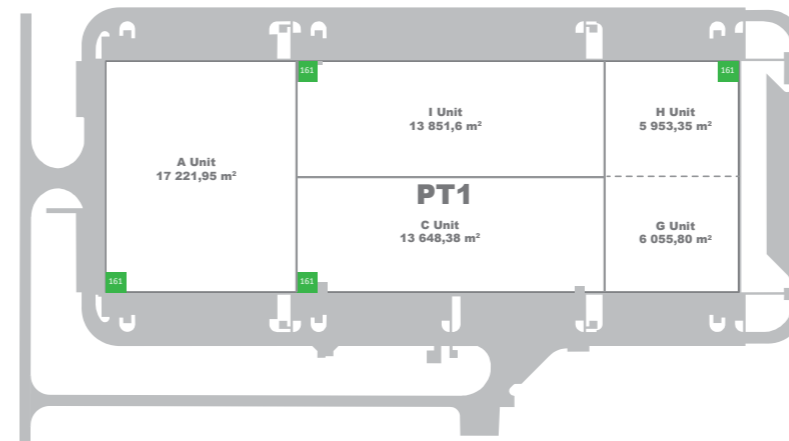 161
161
I Unit
13 851,6 m²
H Unit
5 953,35 m²
A Unit
17 221,95 m²
PT1
C Unit
13 648,38 m²
G Unit
6 055,80 m²
161
161